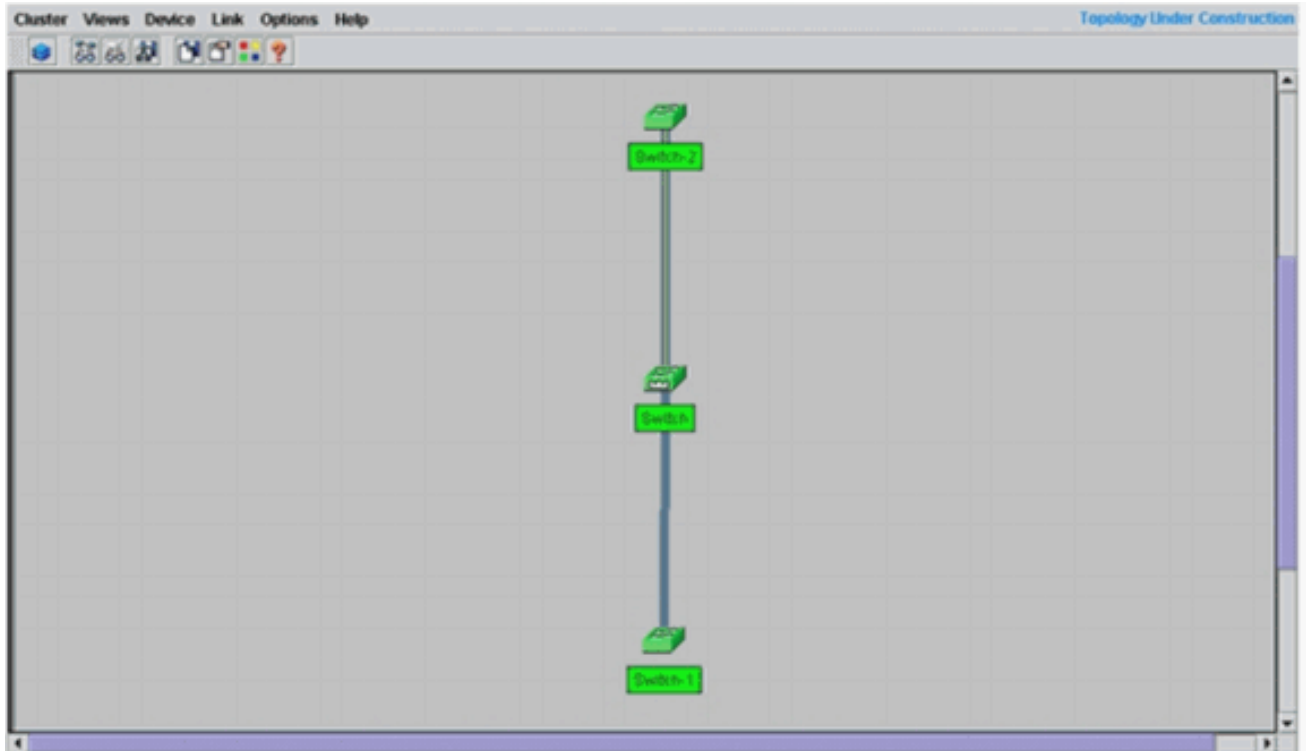 Cluster Views Device Link Options Help
Topology Under Construction
Switch-2
Switch
Switch-1